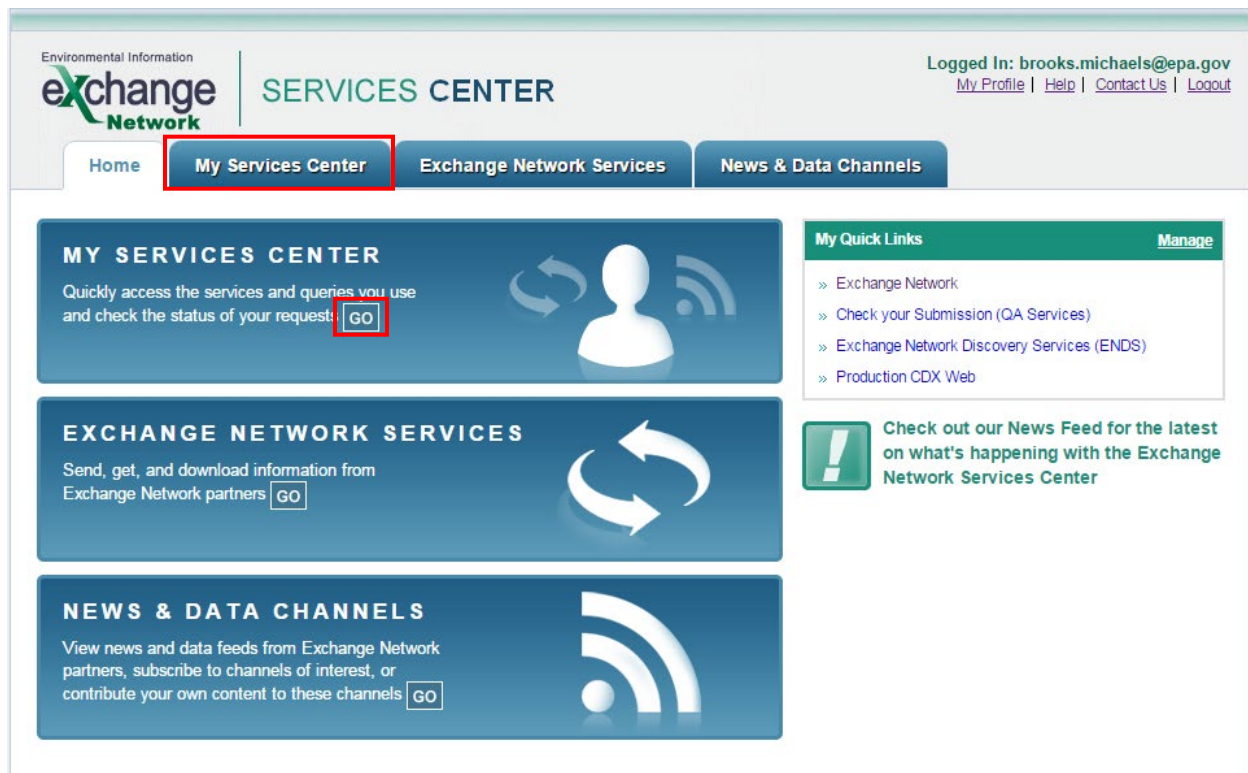 Environmental Information
exchange
Network
SERVICES CENTER
Logged In: brooks.michaels@epa.gov
My Profile | Help | Contact Us | Logout
Home
My Services Center
Exchange Network Services
News & Data Channels
MY SERVICES CENTER
Quickly access the services and queries you use
and check the status of your requests GO
EXCHANGE NETWORK SERVICES
Send, get, and download information from
Exchange Network partners GO
NEWS & DATA CHANNELS
View news and data feeds from Exchange Network
partners, subscribe to channels of interest, or
contribute your own content to these channels GO
My Quick Links
Manage
» Exchange Network
» Check your Submission (QA Services)
» Exchange Network Discovery Services (ENDS)
» Production CDX Web
!
Check out our News Feed for the latest
on what's happening with the Exchange
Network Services Center